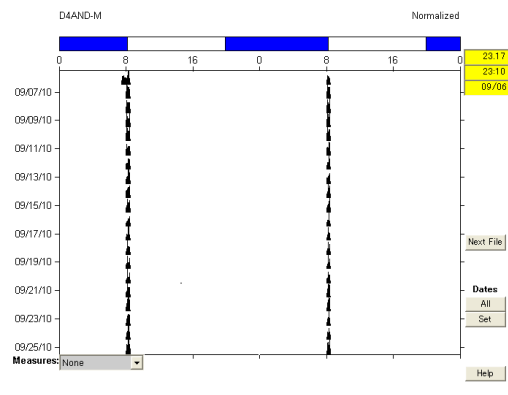 D4AND-M Normalized
0 8 16 0 8 16 0
23.17
23:10
09/06
09/07/10
09/09/10
09/11/10
09/13/10
09/15/10
09/17/10
Next File
09/19/10
09/21/10
Dates
All
09/23/10
Set
09/25/10
Measures: None
Help